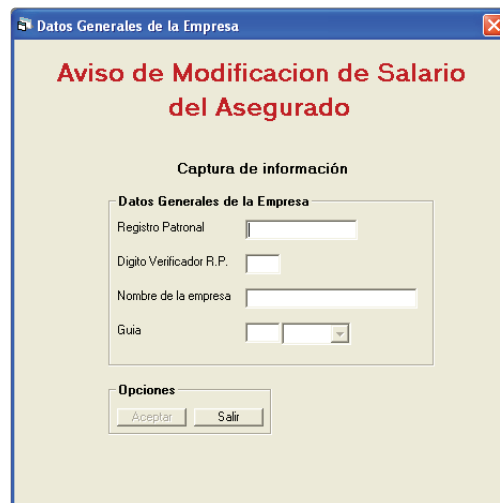 Datos Generales de la Empresa
Aviso de Modificacion de Salario
del Asegurado
Captura de información
Datos Generales de la Empresa
Registro Patronal
Digito Verificador R.P.
Nombre de la empresa
Guia
Opciones
Aceptar Salir